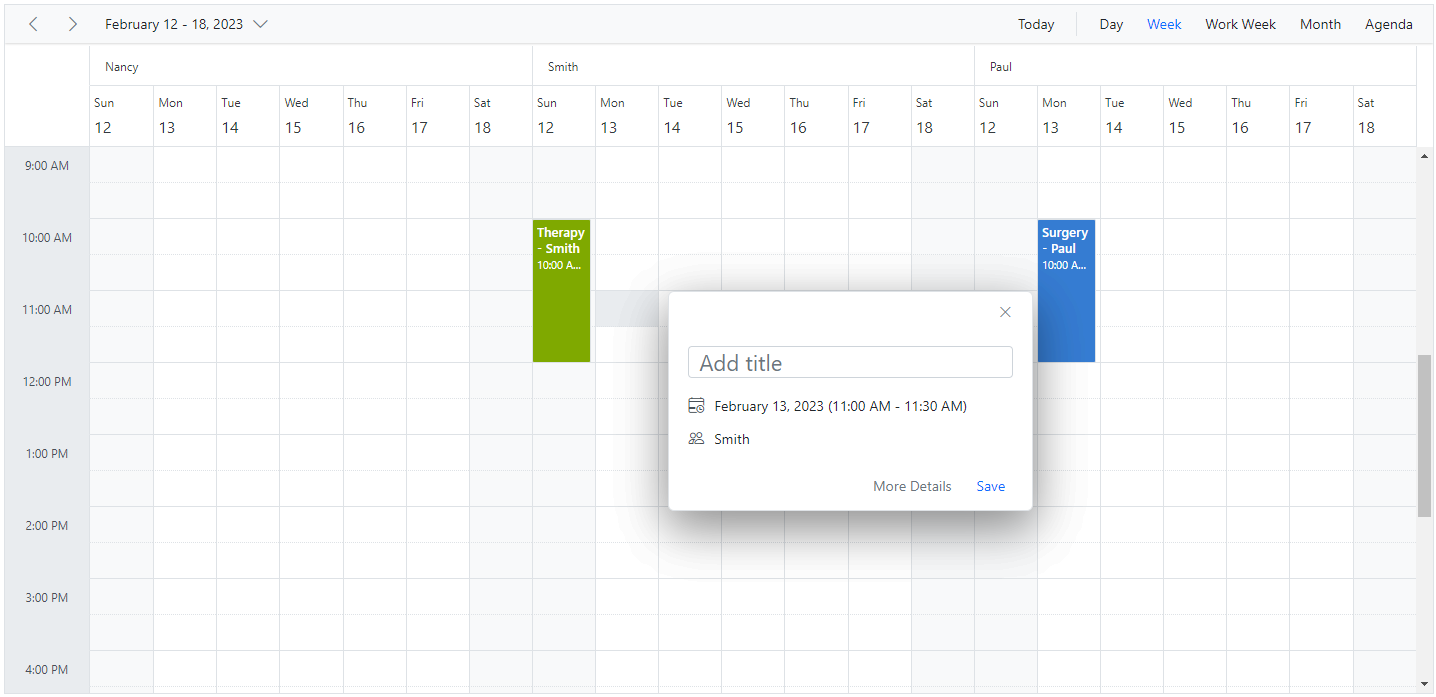 February 12 - 18, 2023 Today Day Week Work Week Month Agenda
Nancy Smith Paul
Sun Mon Tue Wed Thu Fri Sat Sun Mon Tue Wed Thu Fri Sat Sun Mon Tue Wed Thu Fri Sat
12 13 14 15 16 17 18 12 13 14 15 16 17 18 12 13 14 15 16 17 18
9:00 AM
10:00 AM
11:00 AM
12:00 PM
1:00 PM
2:00 PM
3:00 PM
4:00 PM
Therapy
- Smith
10:00 A...
Surgery
- Paul
10:00 A...
Add title
February 13, 2023 (11:00 AM - 11:30 AM)
Smith
More Details Save